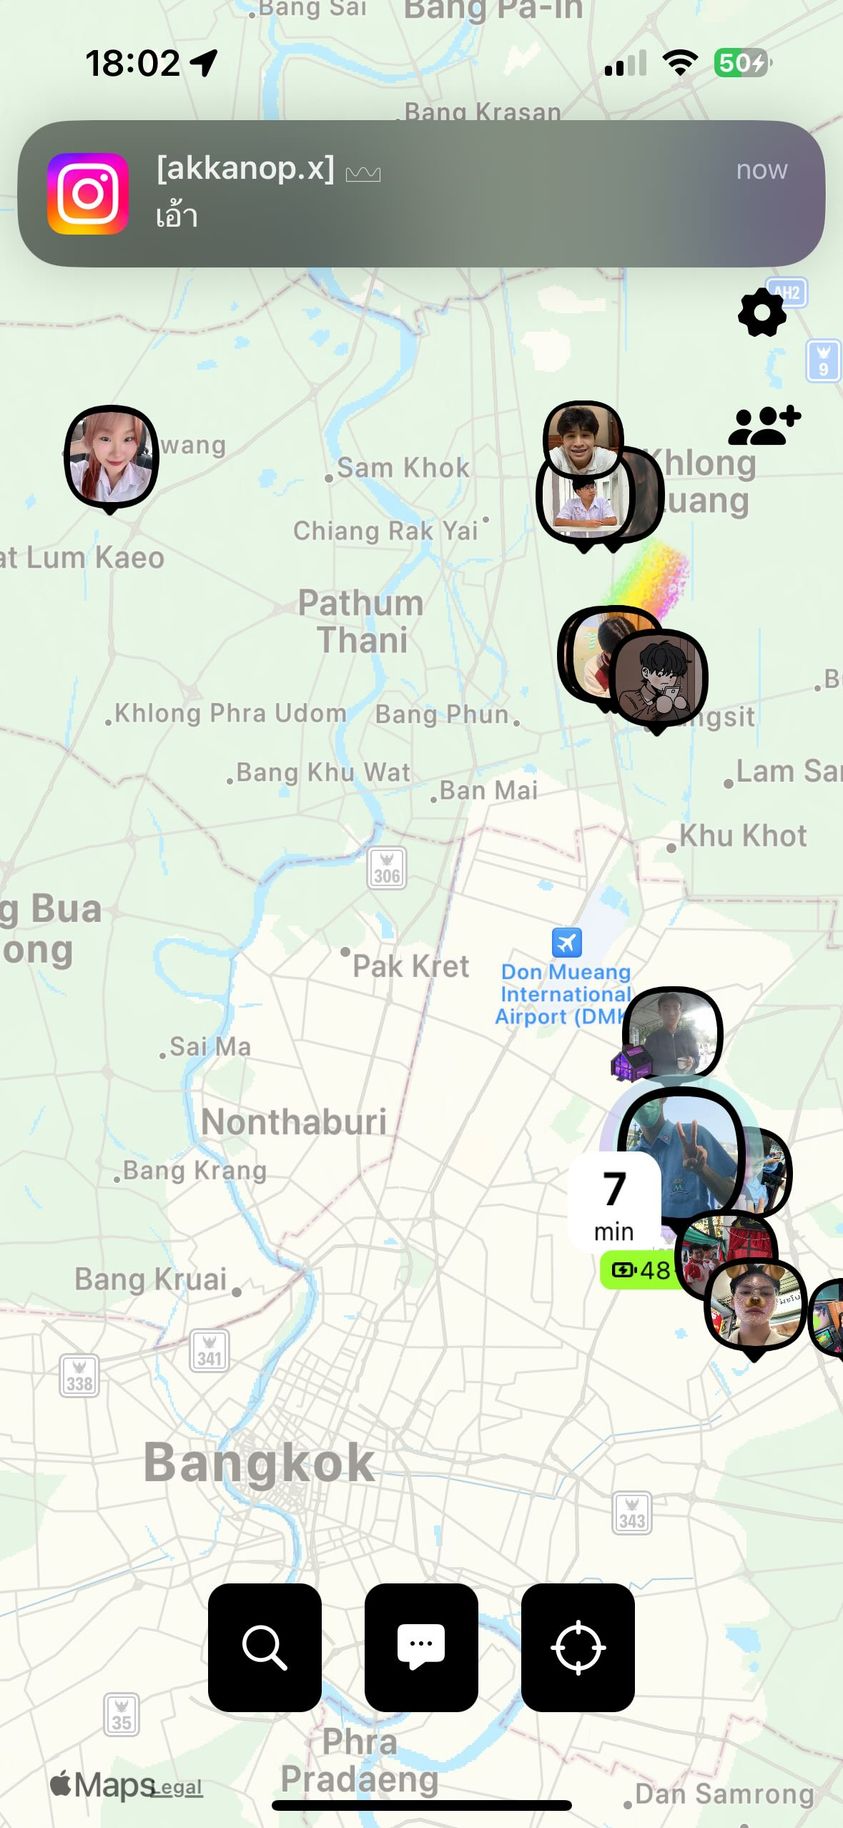 Bang Sai
Bang Pa-In
18:02
50
Bang Krasan
[akkanop.x]
now
เอ้า
AH2
9
wang
Sam Khok
Khlong
Luang
Chiang Rak Yai
at Lum Kaeo
Pathum
Thani
Khlong Phra Udom
Bang Phun
ngsit
Bang Khu Wat
Lam Sa
Ban Mai
Khu Khot
306
g Bua
ong
Pak Kret
Don Mueang
International
Airport (DMK
Sai Ma
Nonthaburi
Bang Krang
7
min
48
Bang Kruai
341
338
Bangkok
343
35
Phra
Pradaeng
Maps
Legal
Dan Samrong